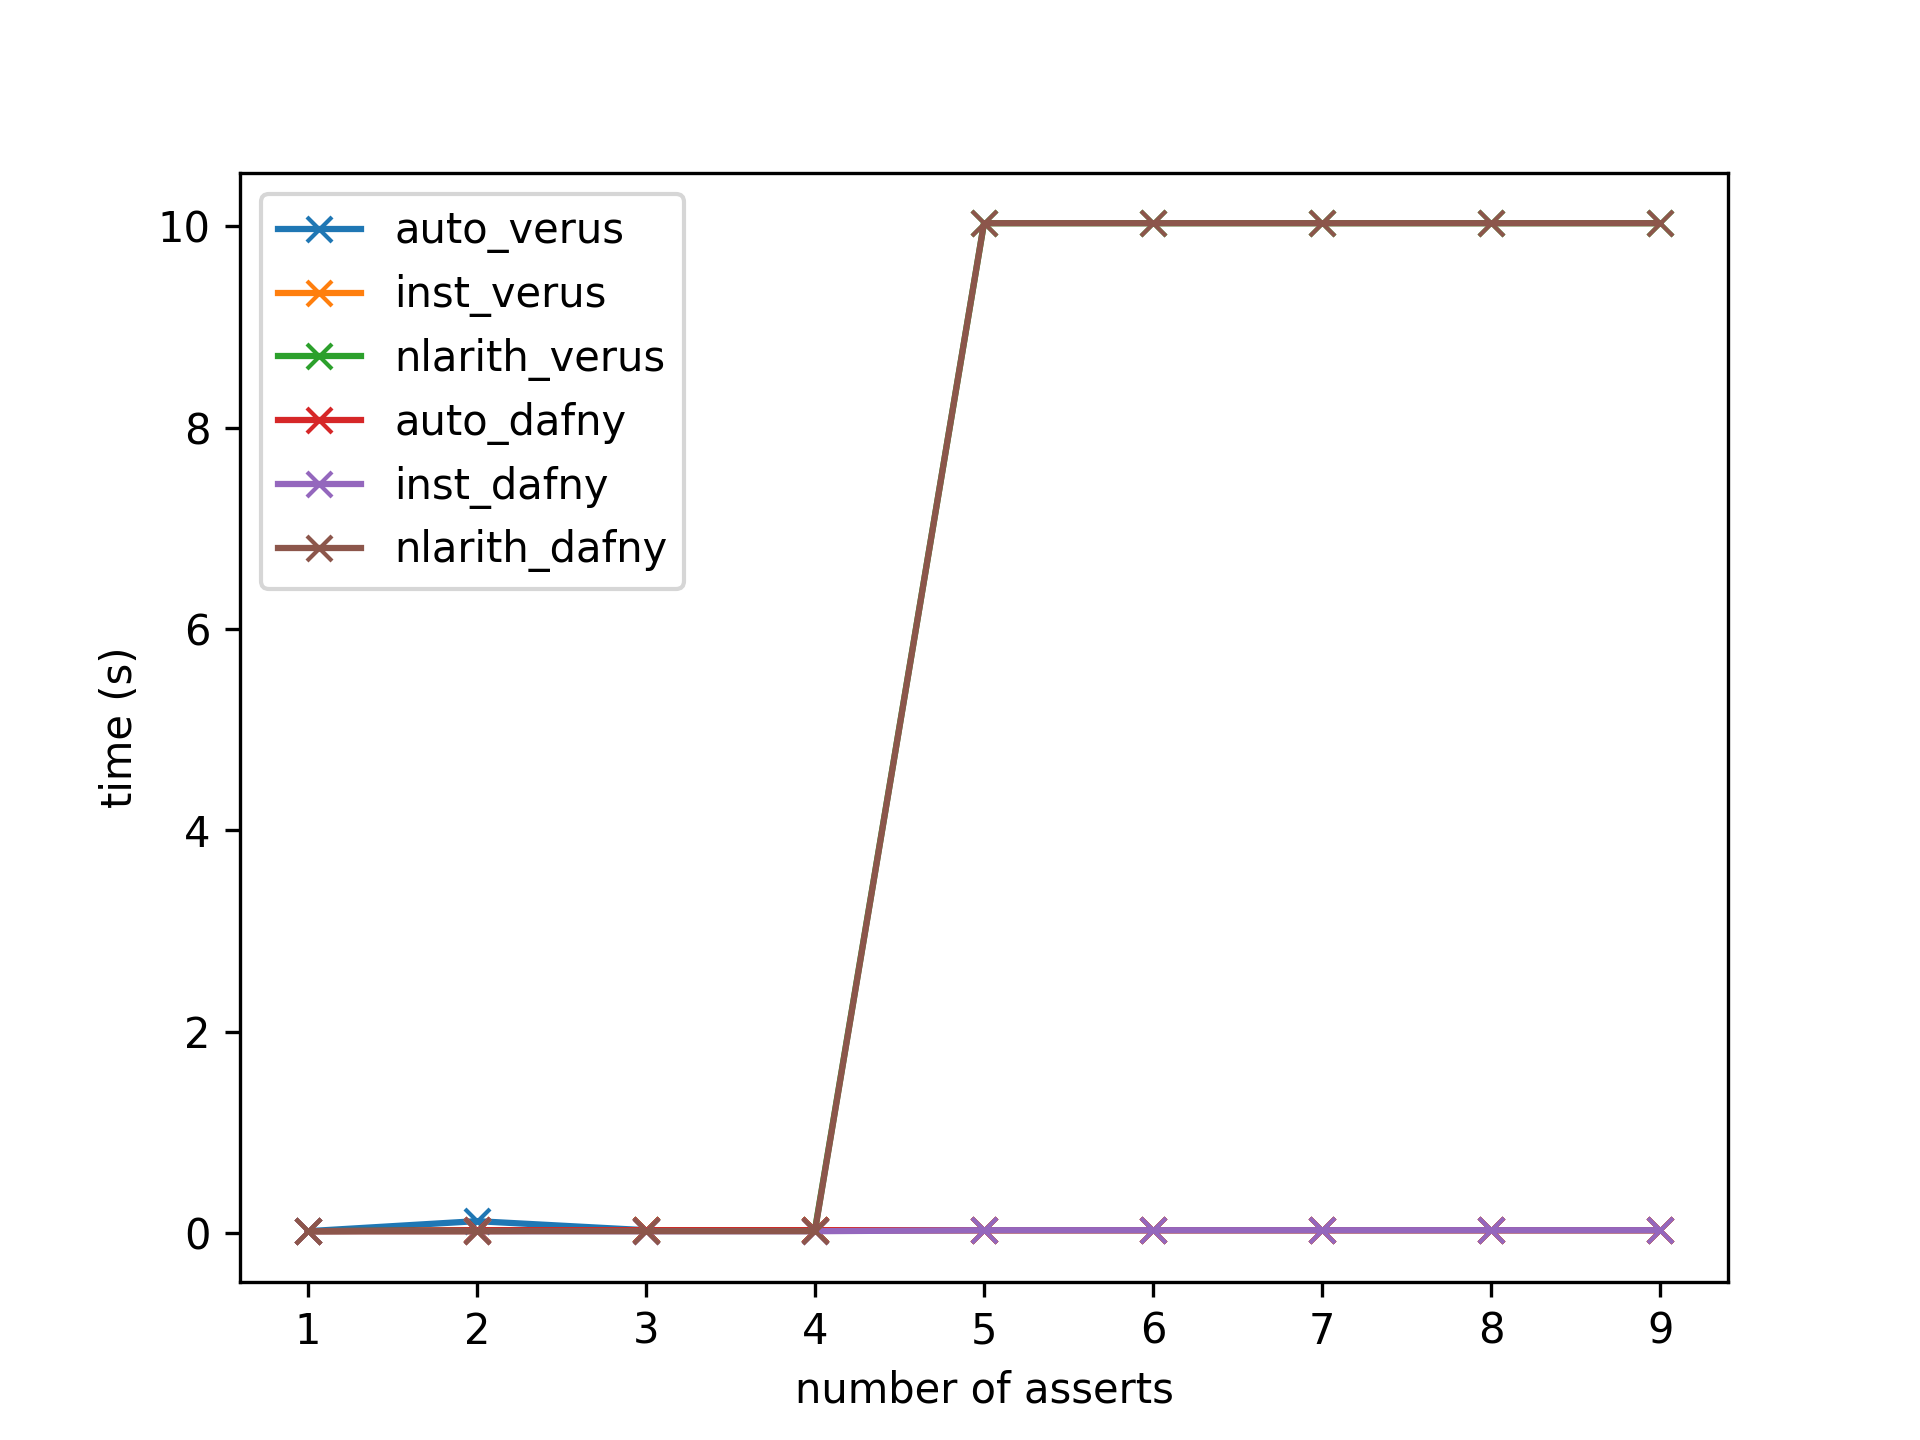 auto_verus
inst_verus
nlarith_verus
auto_dafny
inst_dafny
nlarith_dafny
10
8
6
4
2
0
time (s)
1 2 3 4 5 6 7 8 9
number of asserts